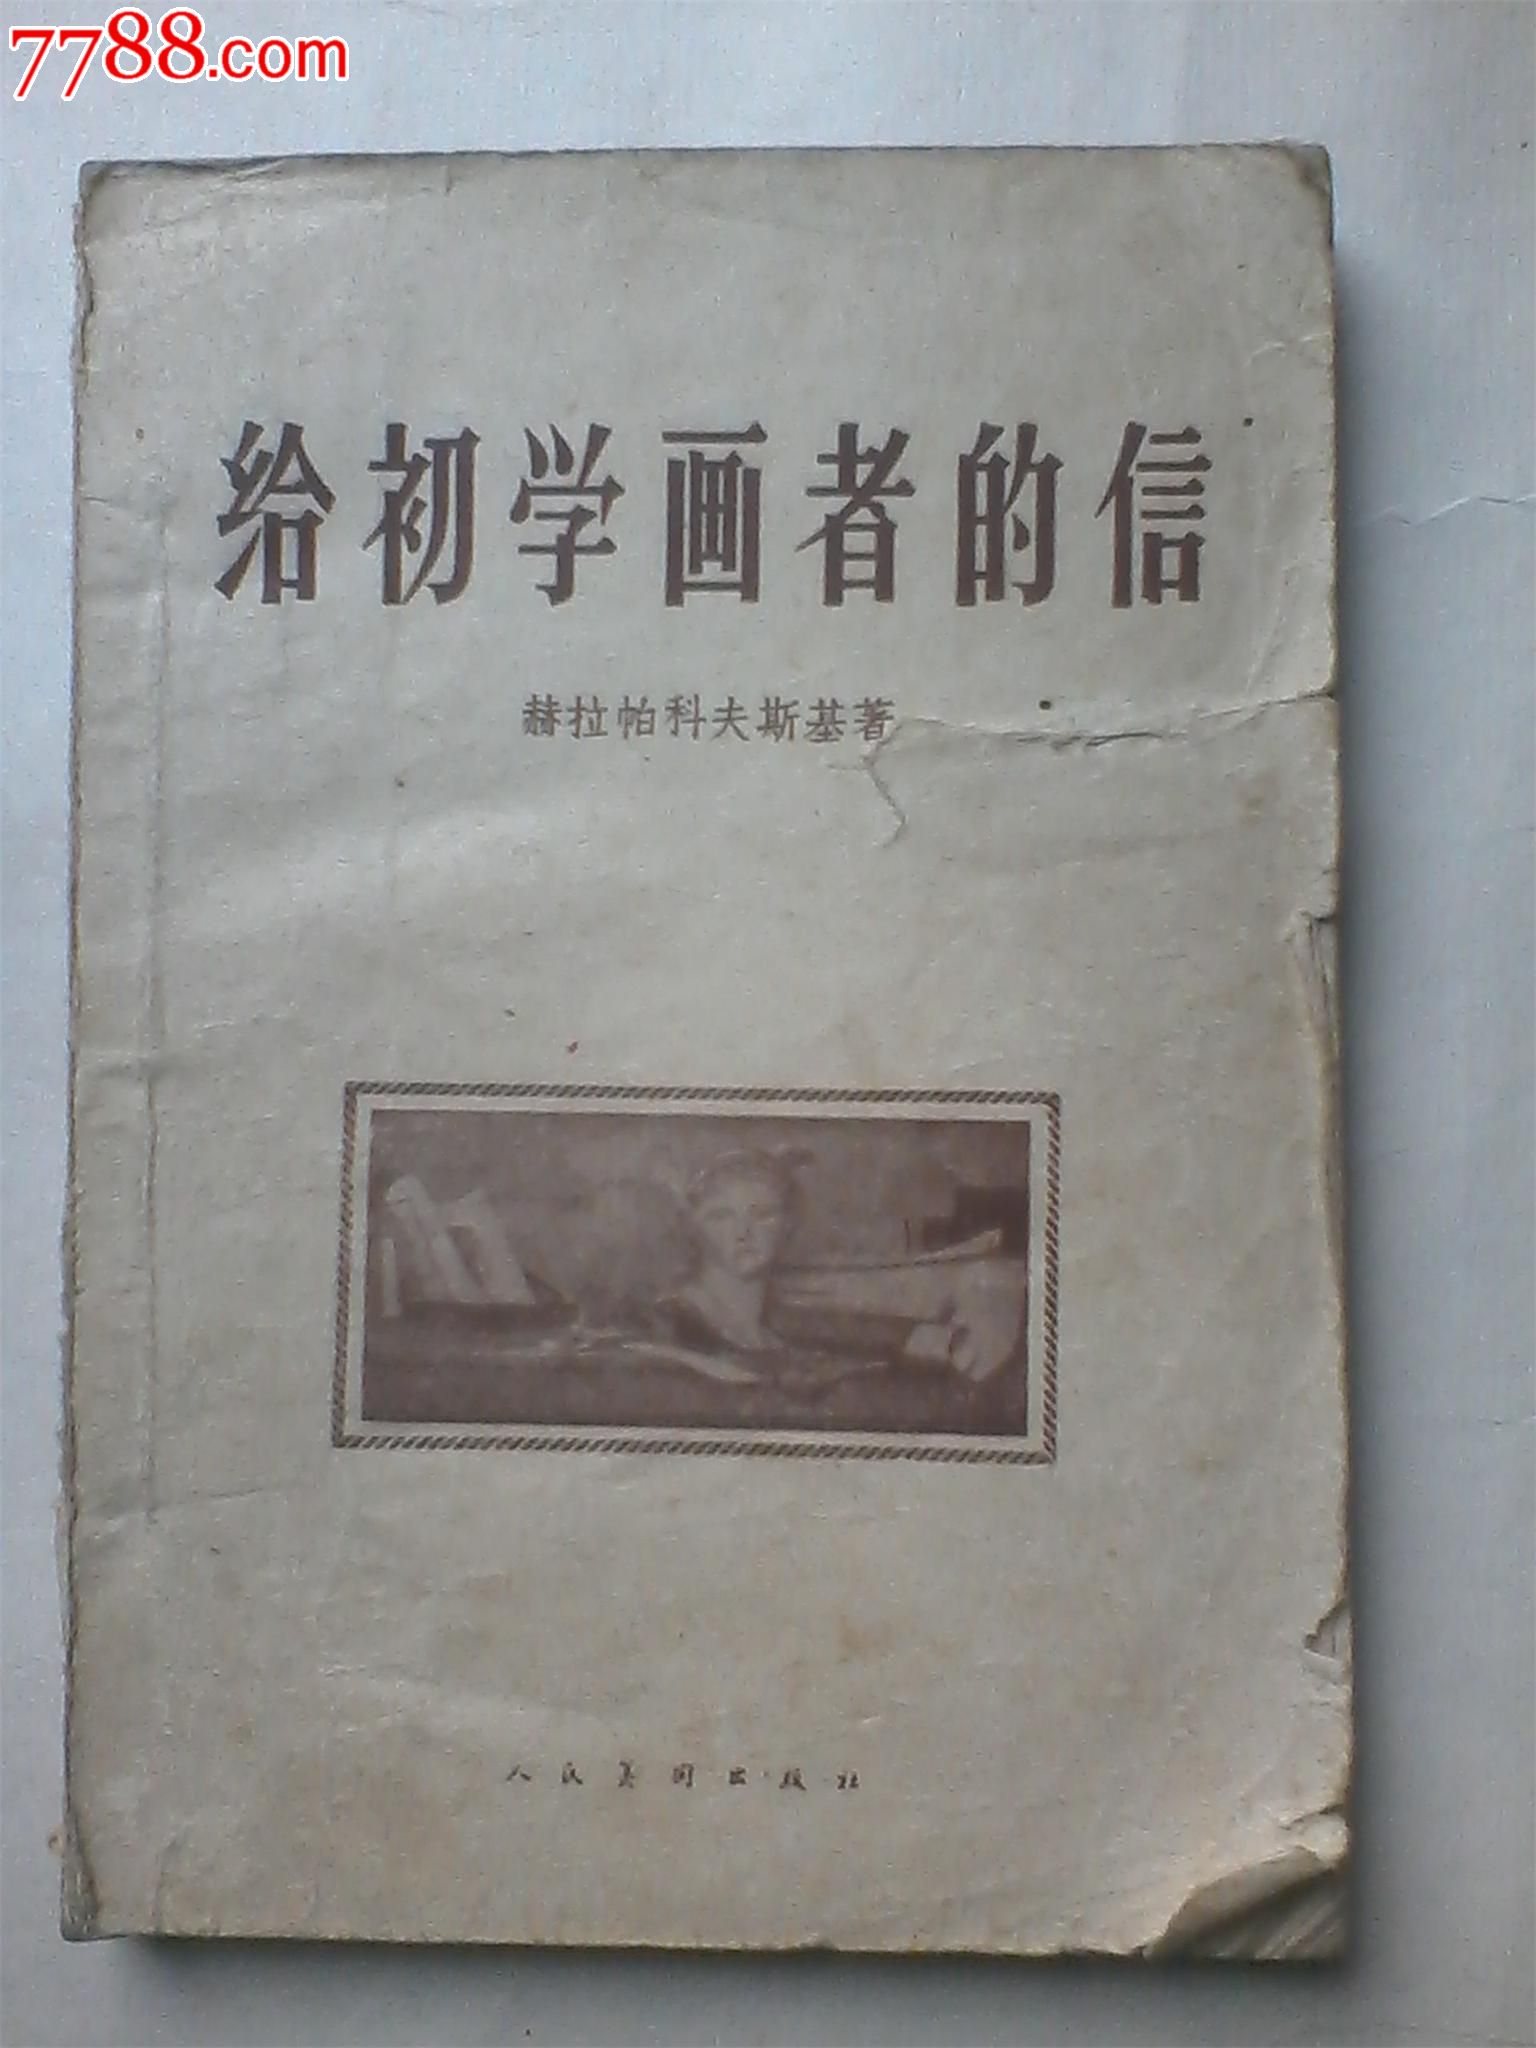 7788.com
给初学画者的信
赫拉帕科夫斯基著
人民美术出版社